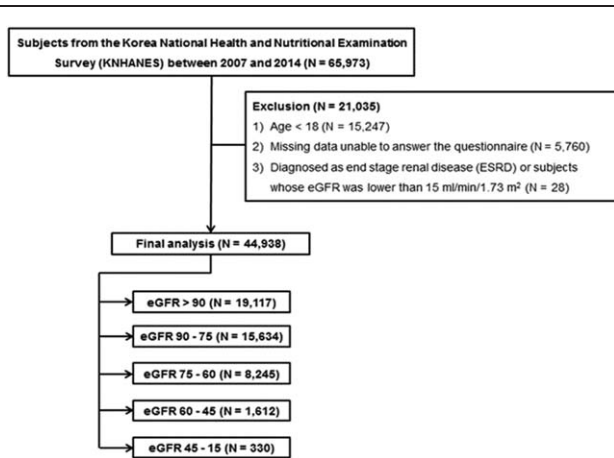 Subjects from the Korea National Health and Nutritional Examination
Survey (KNHANES) between 2007 and 2014 (N = 65,973)
Exclusion (N = 21,035)
1) Age < 18 (N = 15,247)
2) Missing data unable to answer the questionnaire (N = 5,760)
3) Diagnosed as end stage renal disease (ESRD) or subjects
whose eGFR was lower than 15 ml/min/1.73 m² (N = 28)
Final analysis (N = 44,938)
eGFR > 90 (N = 19,117)
eGFR 90 - 75 (N = 15,634)
eGFR 75 - 60 (N = 8,245)
eGFR 60 - 45 (N = 1,612)
eGFR 45 - 15 (N = 330)